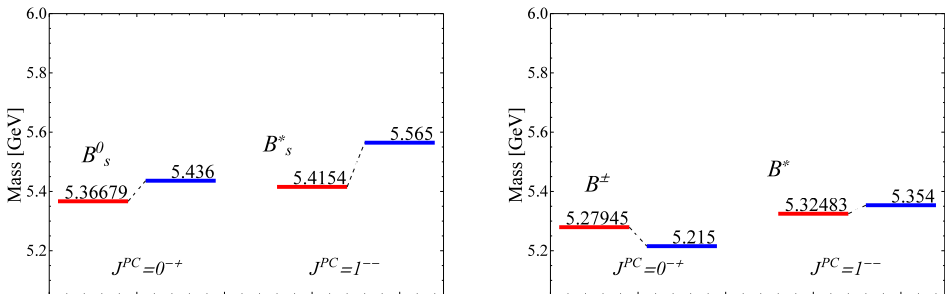 6.0
5.8
5.6
5.4
5.2
Mass [GeV]
B⁰ₛ
5.36679
5.436
B*ₛ
5.4154
5.565
Jᴾᶜ=0⁻⁺
Jᴾᶜ=1⁻⁻
6.0
5.8
5.6
5.4
5.2
Mass [GeV]
B±
5.27945
5.215
B*
5.32483
5.354
Jᴾᶜ=0⁻⁺
Jᴾᶜ=1⁻⁻